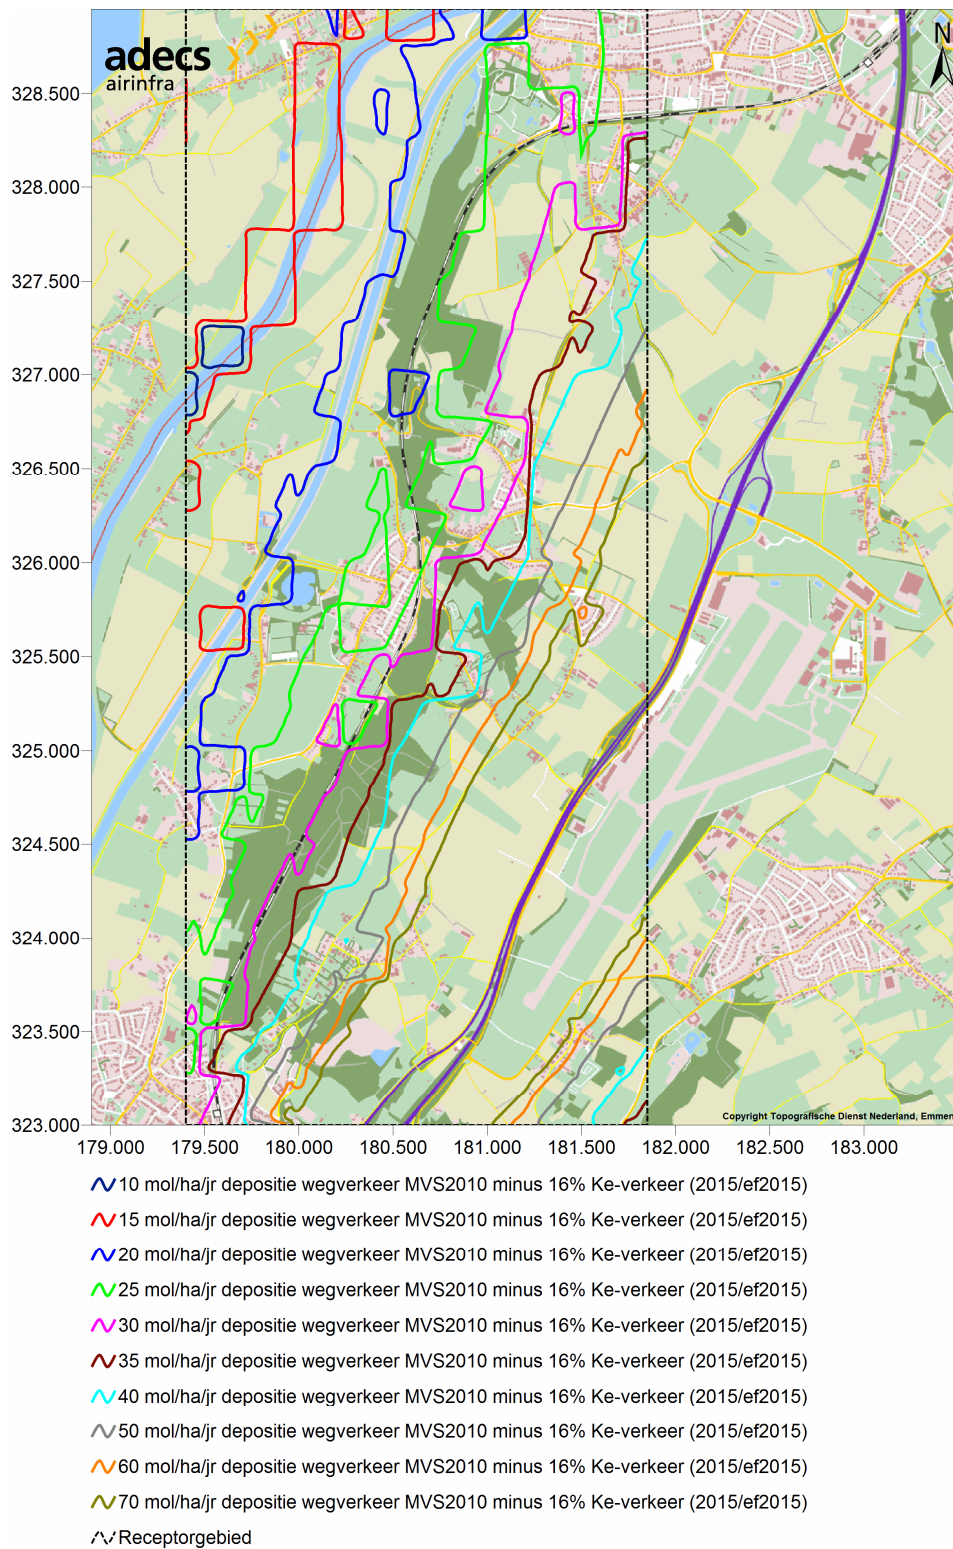 adecs
airinfra
N
328.500
328.000
327.500
327.000
326.500
326.000
325.500
325.000
324.500
324.000
323.500
323.000
Copyright Topografische Dienst Nederland, Emmen
179.000 179.500 180.000 180.500 181.000 181.500 182.000 182.500 183.000
10 mol/ha/jr depositie wegverkeer MVS2010 minus 16% Ke-verkeer (2015/ef2015)
15 mol/ha/jr depositie wegverkeer MVS2010 minus 16% Ke-verkeer (2015/ef2015)
20 mol/ha/jr depositie wegverkeer MVS2010 minus 16% Ke-verkeer (2015/ef2015)
25 mol/ha/jr depositie wegverkeer MVS2010 minus 16% Ke-verkeer (2015/ef2015)
30 mol/ha/jr depositie wegverkeer MVS2010 minus 16% Ke-verkeer (2015/ef2015)
35 mol/ha/jr depositie wegverkeer MVS2010 minus 16% Ke-verkeer (2015/ef2015)
40 mol/ha/jr depositie wegverkeer MVS2010 minus 16% Ke-verkeer (2015/ef2015)
50 mol/ha/jr depositie wegverkeer MVS2010 minus 16% Ke-verkeer (2015/ef2015)
60 mol/ha/jr depositie wegverkeer MVS2010 minus 16% Ke-verkeer (2015/ef2015)
70 mol/ha/jr depositie wegverkeer MVS2010 minus 16% Ke-verkeer (2015/ef2015)
Receptorgebied